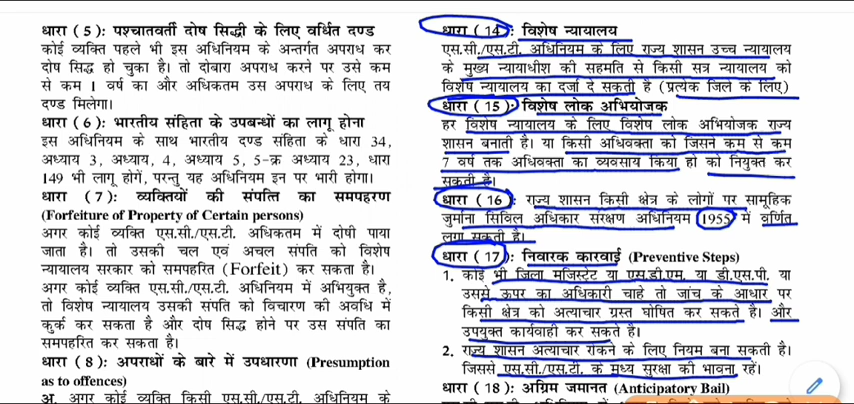 धारा ( 5 ): पश्चातवर्ती दोष सिद्धी के लिए वर्धित दण्ड
कोई व्यक्ति पहले भी इस अधिनियम के अन्तर्गत अपराध कर
दोष सिद्ध हो चुका है। तो दोबारा अपराध करने पर उसे कम
से कम 1 वर्ष का और अधिकतम उस अपराध के लिए तय
दण्ड मिलेगा।
धारा ( 6 ): भारतीय संहिता के उपबन्धों का लागू होना
इस अधिनियम के साथ भारतीय दण्ड संहिता के धारा 34,
अध्याय 3, अध्याय, 4, अध्याय 5, 5-क्र अध्याय 23, धारा
149 भी लागू होगें, परन्तु यह अधिनियम इन पर भारी होगा।
धारा ( 7 ): व्यक्तियों की संपत्ति का समपहरण
(Forfeiture of Property of Certain persons)
अगर कोई व्यक्ति एस.सी./एस.टी. अधिकतम में दोषी पाया
जाता है। तो उसकी चल एवं अचल संपति को विशेष
न्यायालय सरकार को समपहरित (Forfeit) कर सकता है।
अगर कोई व्यक्ति एस.सी./एस.टी. अधिनियम में अभियुक्त है,
तो विशेष न्यायालय उसकी संपति को विचारण की अवधि में
कुर्क कर सकता है और दोष सिद्ध होने पर उस संपति का
समपहरित कर सकता है।
धारा ( 8 ): अपराधों के बारे में उपधारणा (Presumption
as to offences)
अ. अगर कोई व्यक्ति किसी एस.सी./एस.टी. अधिनियम के
धारा ( 14 ): विशेष न्यायालय
एस.सी./एस.टी. अधिनियम के लिए राज्य शासन उच्च न्यायालय
के मुख्य न्यायाधीश की सहमति से किसी सत्र न्यायालय को
विशेष न्यायालय का दर्जा दे सकती है (प्रत्येक जिले के लिए)
धारा ( 15 ): विशेष लोक अभियोजक
हर विशेष न्यायालय के लिए विशेष लोक अभियोजक राज्य
शासन बनाती है। या किसी अधिवक्ता को जिसने कम से कम
7 वर्ष तक अधिवक्ता का व्यवसाय किया हो को नियुक्त कर
सकती है।
धारा ( 16 ): राज्य शासन किसी क्षेत्र के लोगों पर सामूहिक
जुर्माना सिविल अधिकार संरक्षण अधिनियम 1955 में वर्णित
लगा सकती है।
धारा ( 17 ): निवारक कारवाई (Preventive Steps)
1. कोई भी जिला मजिस्ट्रेट या एस.डी.एम. या डी.एस.पी. या
उससे ऊपर का अधिकारी चाहे तो जांच के आधार पर
किसी क्षेत्र को अत्याचार ग्रस्त घोषित कर सकते है। और
उपयुक्त कार्यवाही कर सकते है।
2. राज्य शासन अत्याचार रोकने के लिए नियम बना सकती है।
जिससे एस.सी./एस.टी. के मध्य सुरक्षा की भावना रहें।
धारा ( 18 ): अग्रिम जमानत (Anticipatory Bail)